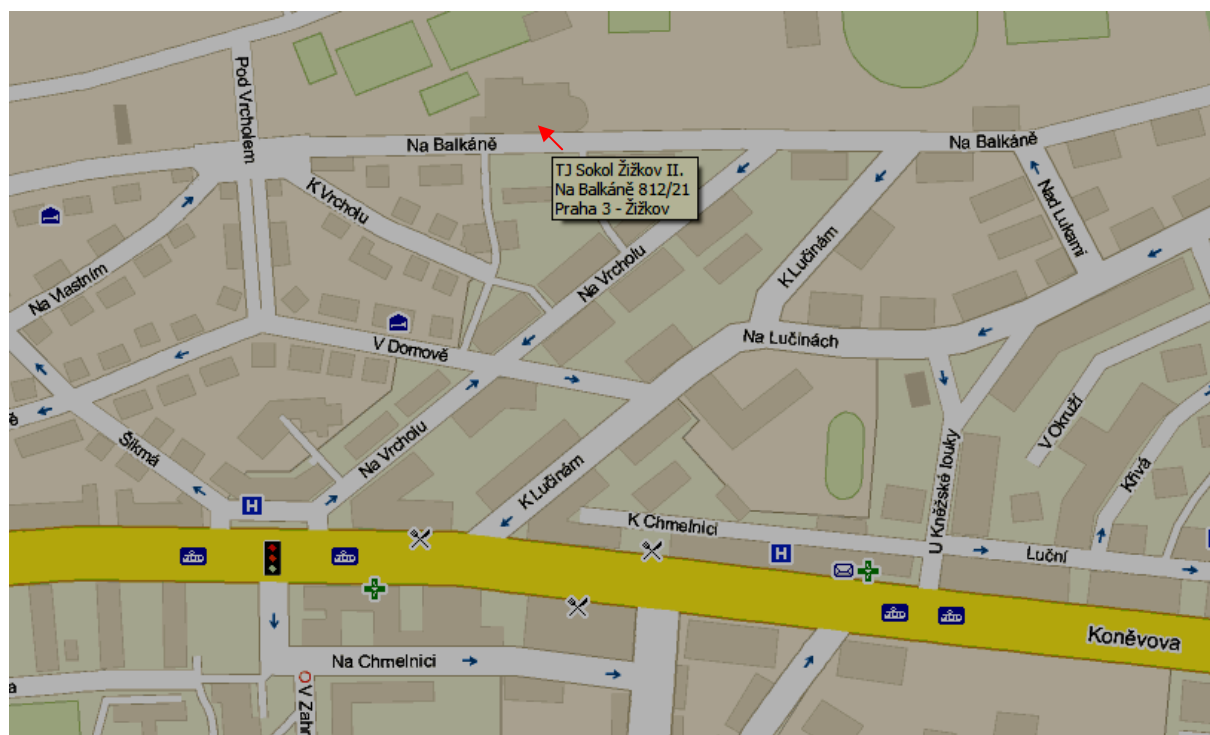 Pod Vrcholem
Na Balkáně
Na Balkáně
TJ Sokol Žižkov II.
Na Balkáně 812/21
Praha 3 - Žižkov
K Vrcholu
Nad Lukami
K Lučinám
Na Vrcholu
Na Vlastním
Na Lučinách
V Domově
V Okruží
Křivá
Na Vrcholu
Šikmá
K Lučinám
U Kněžské louky
H
K Chmelnici
H
Luční
Koněvova
Na Chmelnici
V Zahr